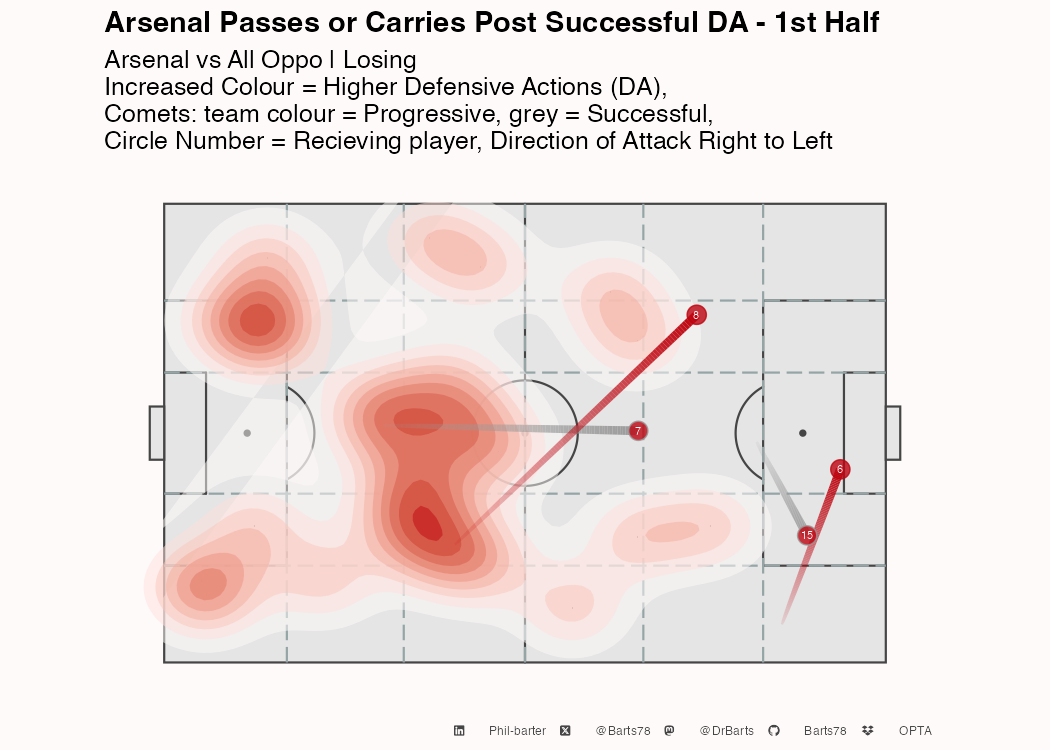 Arsenal Passes or Carries Post Successful DA - 1st Half
Arsenal vs All Oppo | Losing
Increased Colour = Higher Defensive Actions (DA),
Comets: team colour = Progressive, grey = Successful,
Circle Number = Recieving player, Direction of Attack Right to Left
8
7
6
15
Phil-barter @Barts78 @DrBarts Barts78 OPTA